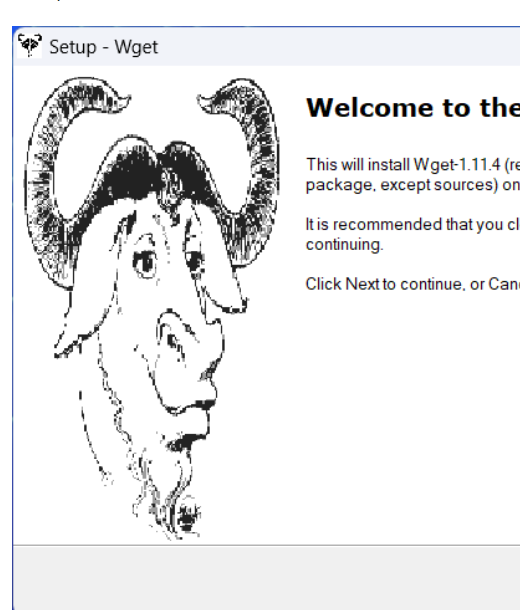 Setup - Wget
Welcome to the
This will install Wget-1.11.4 (re
package, except sources) on
It is recommended that you cl
continuing.
Click Next to continue, or Canc